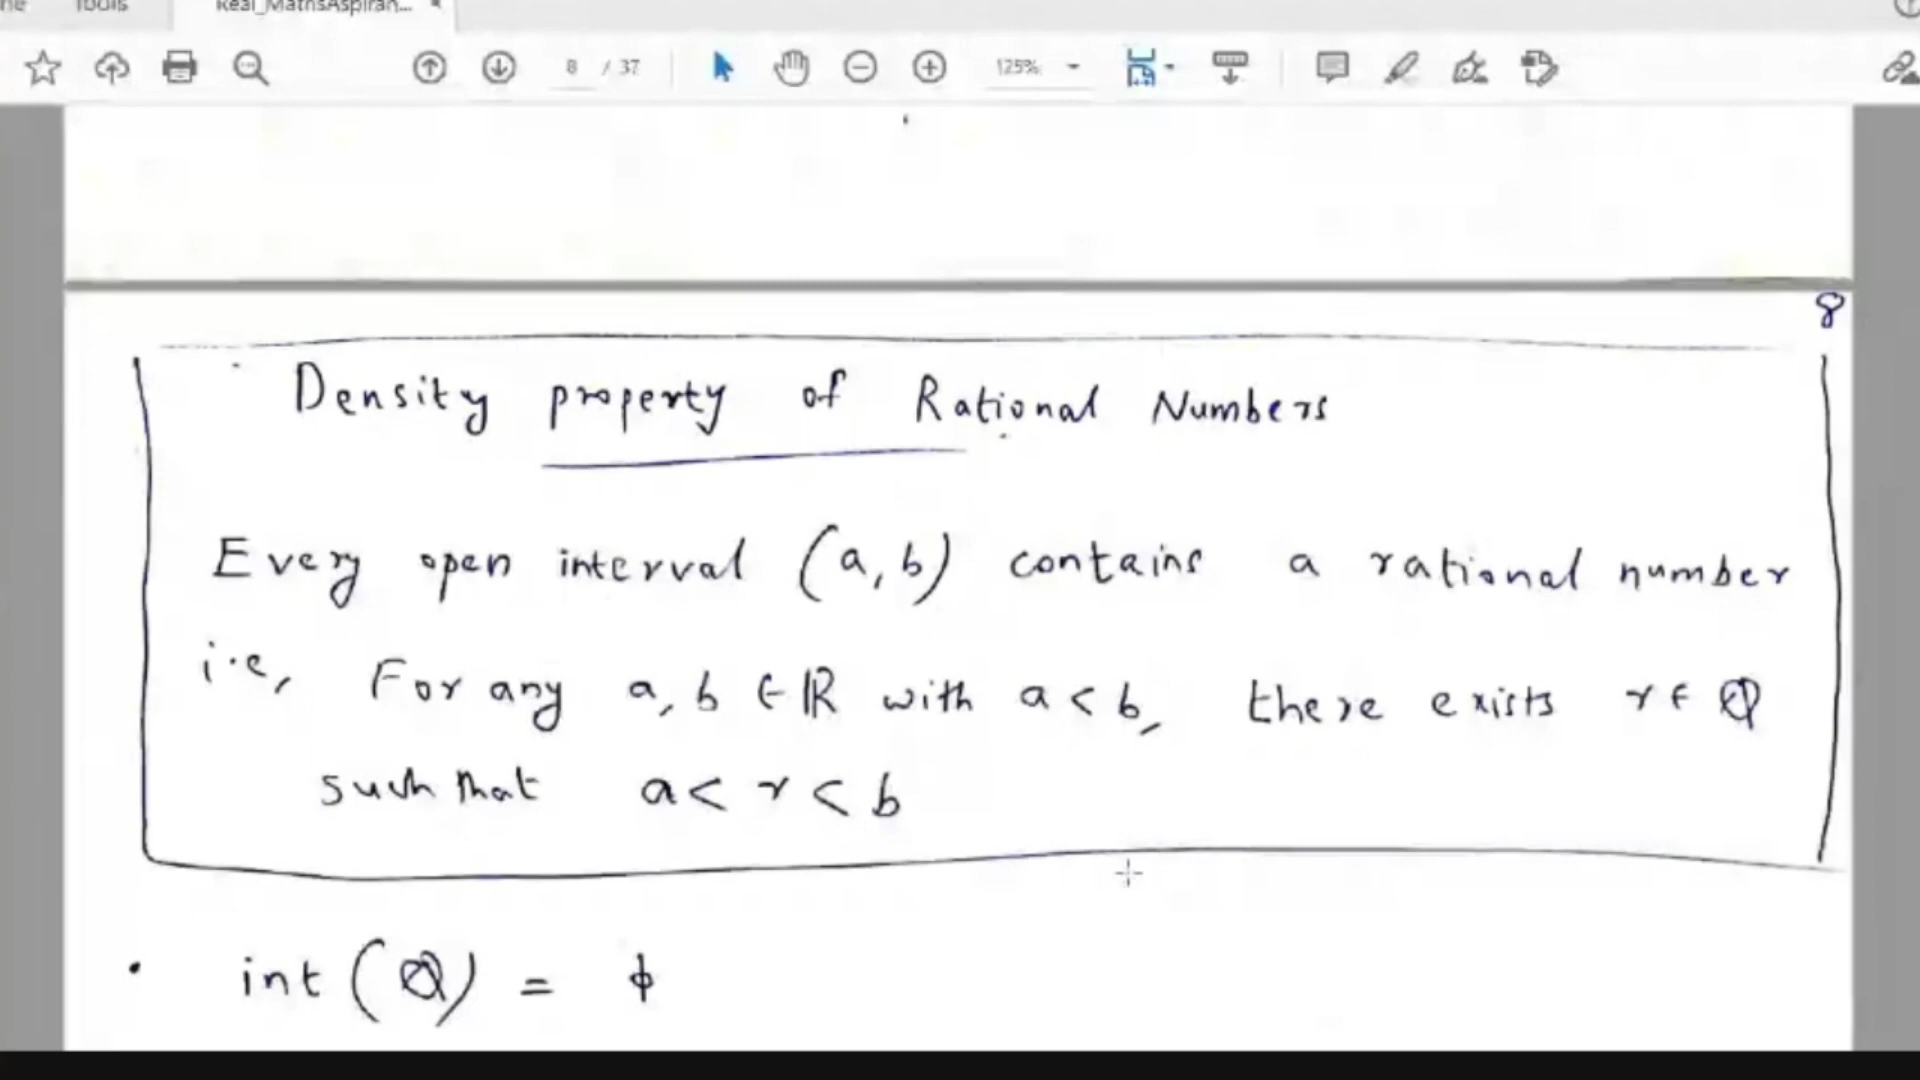 Tools
Real_MathsAspiran...
8 / 37
125%
8
Density property of Rational Numbers
Every open interval (a, b) contains a rational number
i.e, For any a, b ∈ ℝ with a < b, there exists r ∈ ℚ
such that a < r < b
• int (ℚ) = ϕ